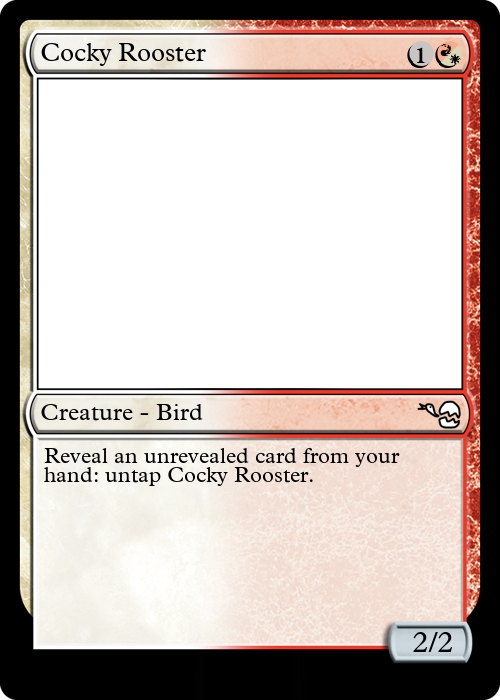 Cocky Rooster 1
Creature - Bird
Reveal an unrevealed card from your
hand: untap Cocky Rooster.
2/2